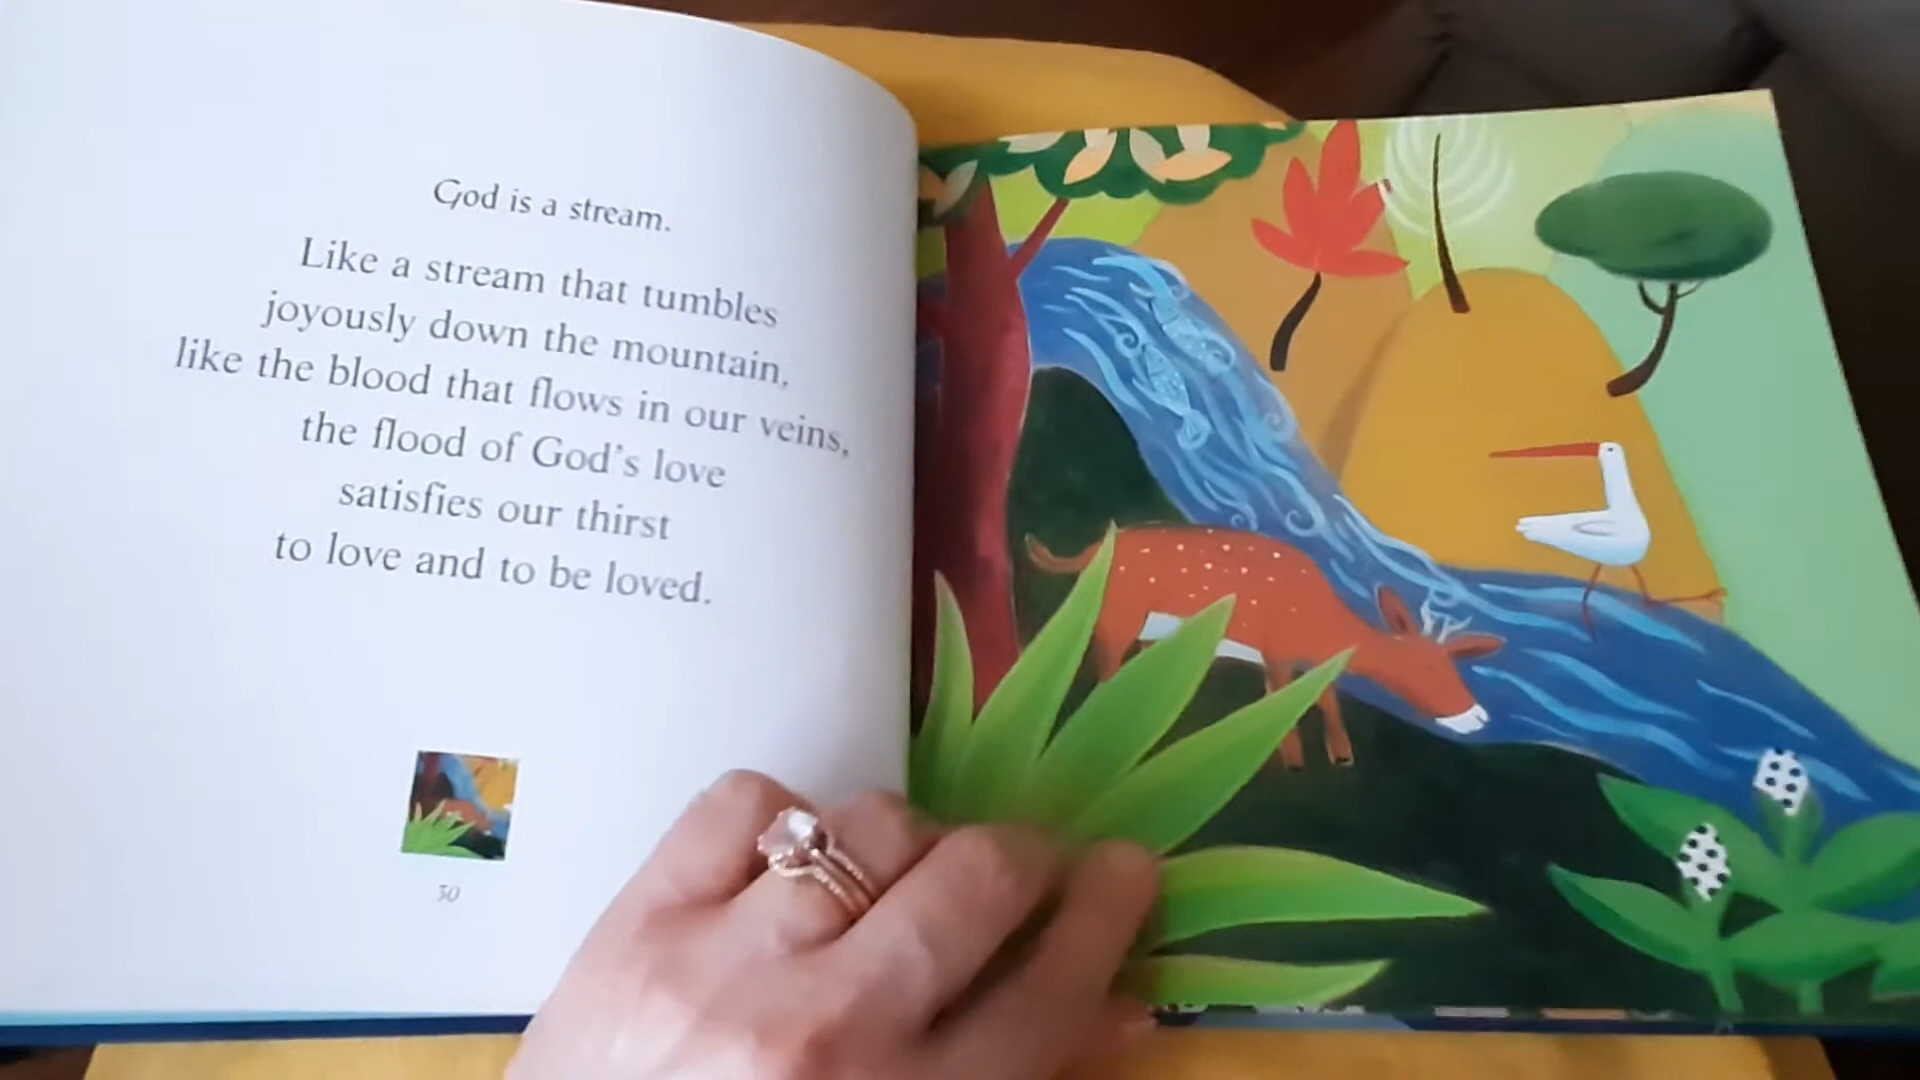 God is a stream.
Like a stream that tumbles
joyously down the mountain,
like the blood that flows in our veins,
the flood of God's love
satisfies our thirst
to love and to be loved.
30